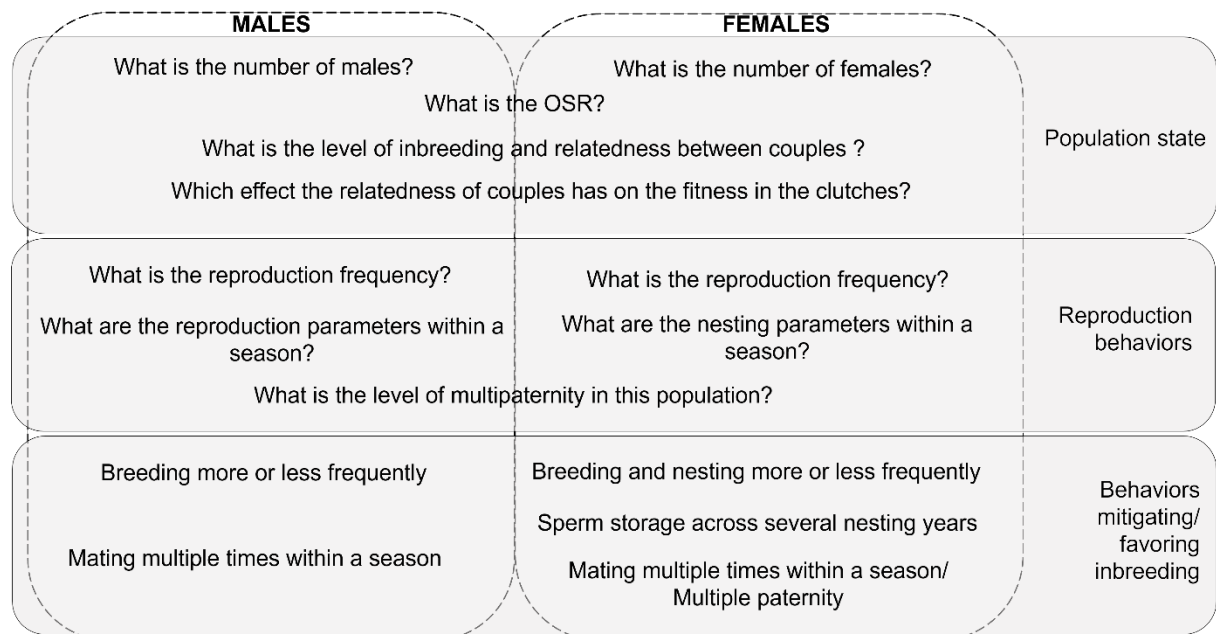 MALES
FEMALES
What is the number of males?
What is the number of females?
What is the OSR?
What is the level of inbreeding and relatedness between couples ?
Which effect the relatedness of couples has on the fitness in the clutches?
Population state
What is the reproduction frequency?
What is the reproduction frequency?
What are the reproduction parameters within a
season?
What are the nesting parameters within a
season?
What is the level of multipaternity in this population?
Reproduction
behaviors
Breeding more or less frequently
Mating multiple times within a season
Breeding and nesting more or less frequently
Sperm storage across several nesting years
Mating multiple times within a season/
Multiple paternity
Behaviors
mitigating/
favoring
inbreeding